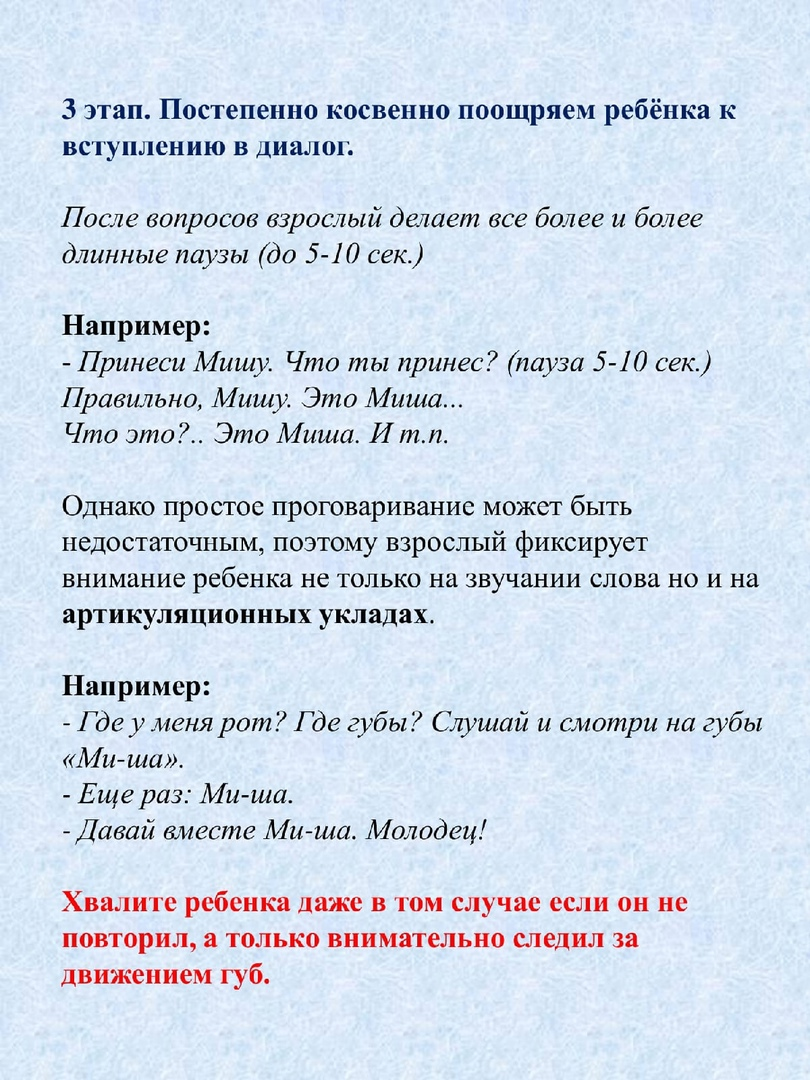 3 этап. Постепенно косвенно поощряем ребёнка к
вступлению в диалог.
После вопросов взрослый делает все более и более
длинные паузы (до 5-10 сек.)
Например:
- Принеси Мишу. Что ты принес? (пауза 5-10 сек.)
Правильно, Мишу. Это Миша...
Что это?.. Это Миша. И т.п.
Однако простое проговаривание может быть
недостаточным, поэтому взрослый фиксирует
внимание ребенка не только на звучании слова но и на
артикуляционных укладах.
Например:
- Где у меня рот? Где губы? Слушай и смотри на губы
«Ми-ша».
- Еще раз: Ми-ша.
- Давай вместе Ми-ша. Молодец!
Хвалите ребенка даже в том случае если он не
повторил, а только внимательно следил за
движением губ.